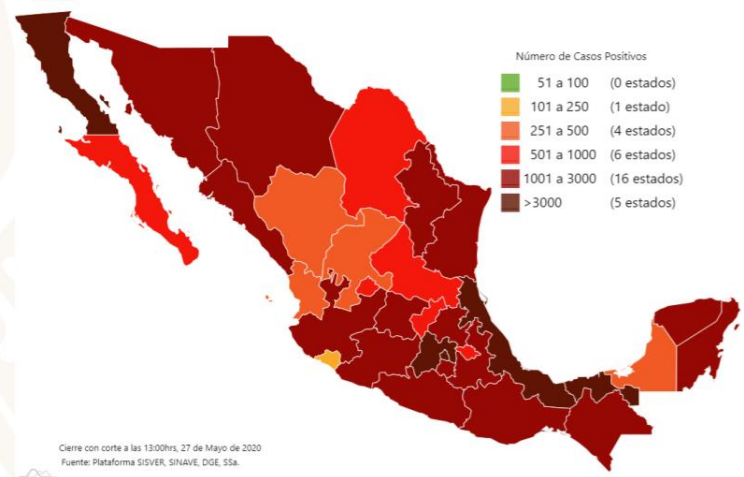 Número de Casos Positivos
51 a 100 (0 estados)
101 a 250 (1 estado)
251 a 500 (4 estados)
501 a 1000 (6 estados)
1001 a 3000 (16 estados)
>3000 (5 estados)
Cierre con corte a las 13:00hrs, 27 de Mayo de 2020
Fuente: Plataforma SISVER, SINAVE, DGE, SSa.